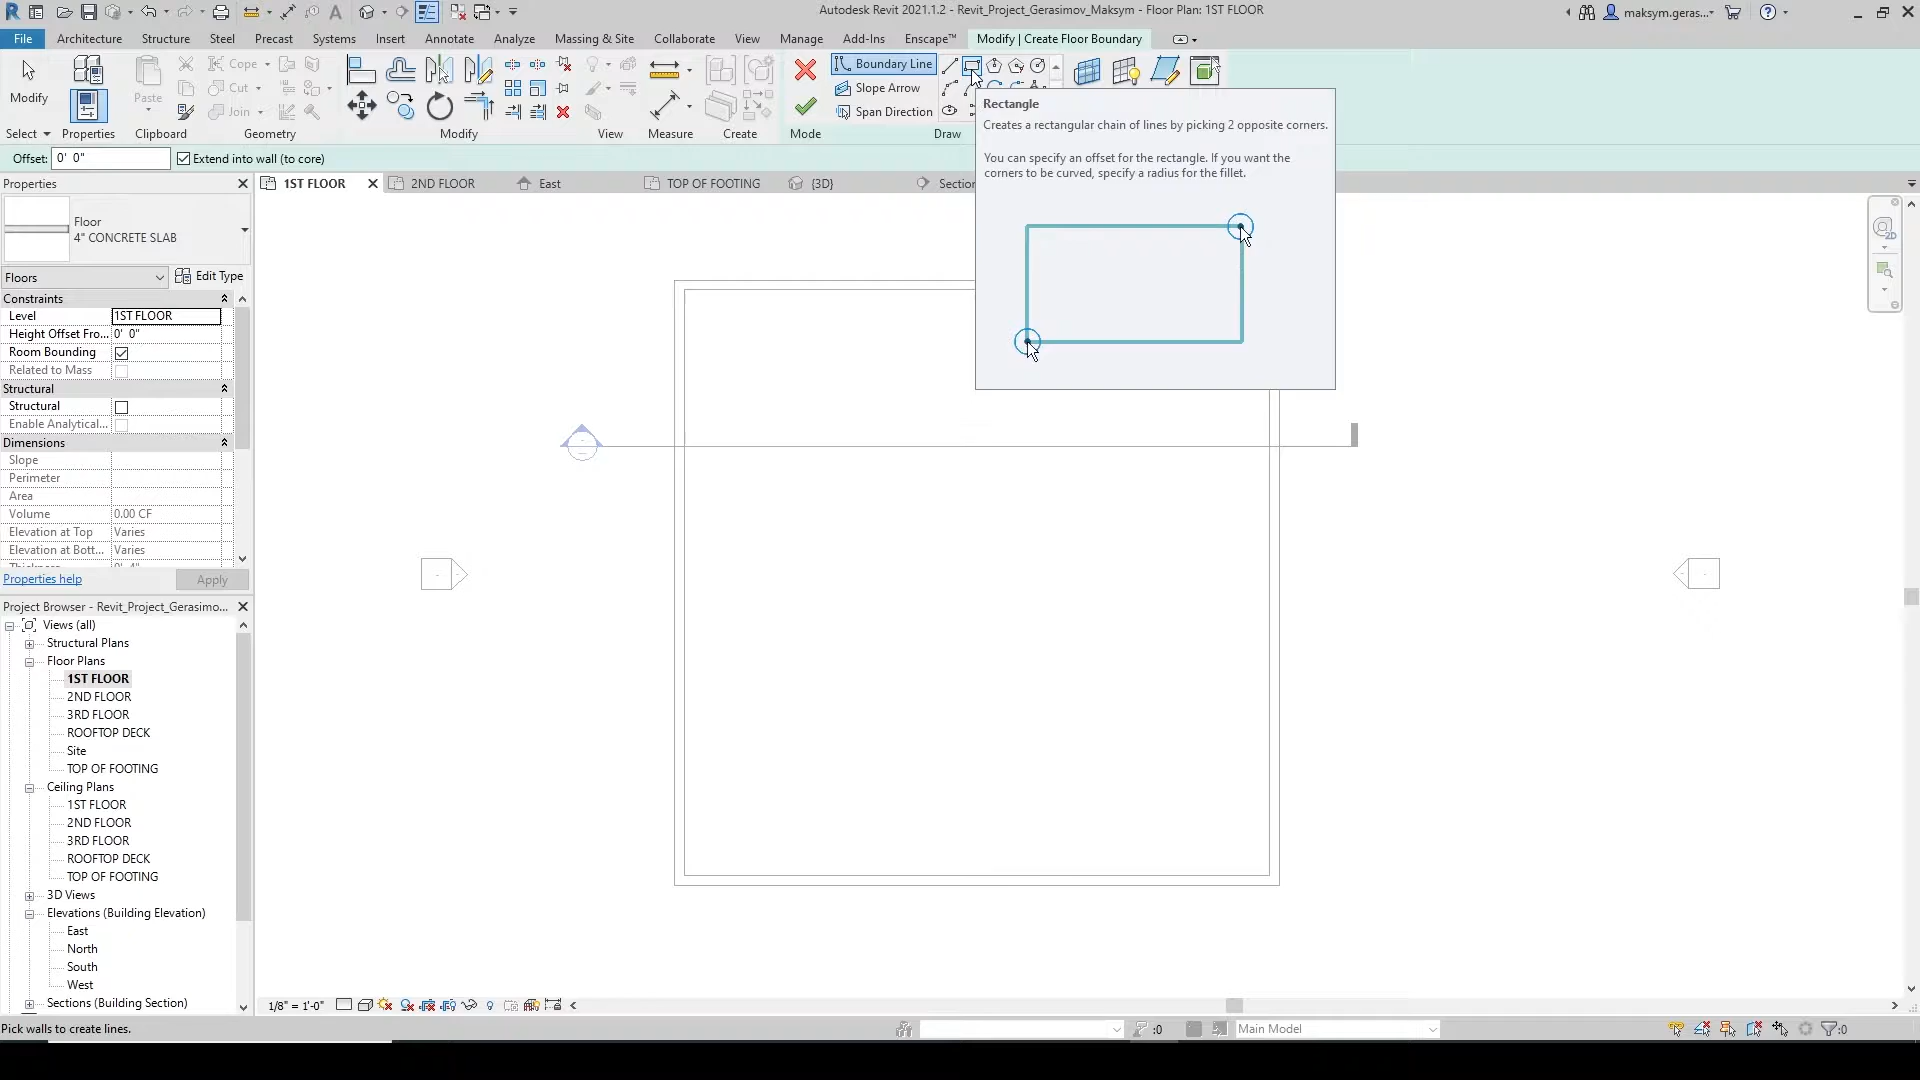 Autodesk Revit 2021.1.2 - Revit_Project_Gerasimov_Maksym - Floor Plan: 1ST FLOOR
maksym.geras...
File
Architecture
Structure
Steel
Precast
Systems
Insert
Annotate
Analyze
Massing & Site
Collaborate
View
Manage
Add-Ins
Enscape™
Modify | Create Floor Boundary
Modify
Paste
Cope
Cut
Join
Boundary Line
Slope Arrow
Span Direction
Select
Properties
Clipboard
Geometry
Modify
View
Measure
Create
Mode
Draw
Rectangle
Creates a rectangular chain of lines by picking 2 opposite corners.
You can specify an offset for the rectangle. If you want the
corners to be curved, specify a radius for the fillet.
Offset: 0' 0"
Extend into wall (to core)
Properties
1ST FLOOR
2ND FLOOR
East
TOP OF FOOTING
{3D}
Section
2D
Floor
4" CONCRETE SLAB
Floors
Edit Type
Constraints
Level 1ST FLOOR
Height Offset Fro... 0' 0"
Room Bounding
Related to Mass
Structural
Structural
Enable Analytical...
Dimensions
Slope
Perimeter
Area
Volume 0.00 CF
Elevation at Top Varies
Elevation at Bott... Varies
Thickness 0' 4"
Properties help
Apply
Project Browser - Revit_Project_Gerasimo...
Views (all)
Structural Plans
Floor Plans
1ST FLOOR
2ND FLOOR
3RD FLOOR
ROOFTOP DECK
Site
TOP OF FOOTING
Ceiling Plans
1ST FLOOR
2ND FLOOR
3RD FLOOR
ROOFTOP DECK
TOP OF FOOTING
3D Views
Elevations (Building Elevation)
East
North
South
West
Sections (Building Section)
1/8" = 1'-0"
Pick walls to create lines.
:0
Main Model
:0